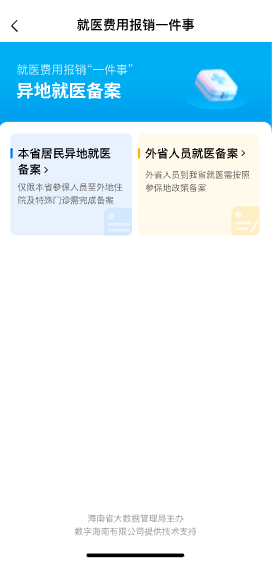 就医费用报销一件事
就医费用报销“一件事”
异地就医备案
本省居民异地就医
备案
仅限本省参保人员至外地住
院及特殊门诊需完成备案
外省人员就医备案
外省人员到我省就医需按照
参保地政策备案
海南省大数据管理局主办
数字海南有限公司提供技术支持